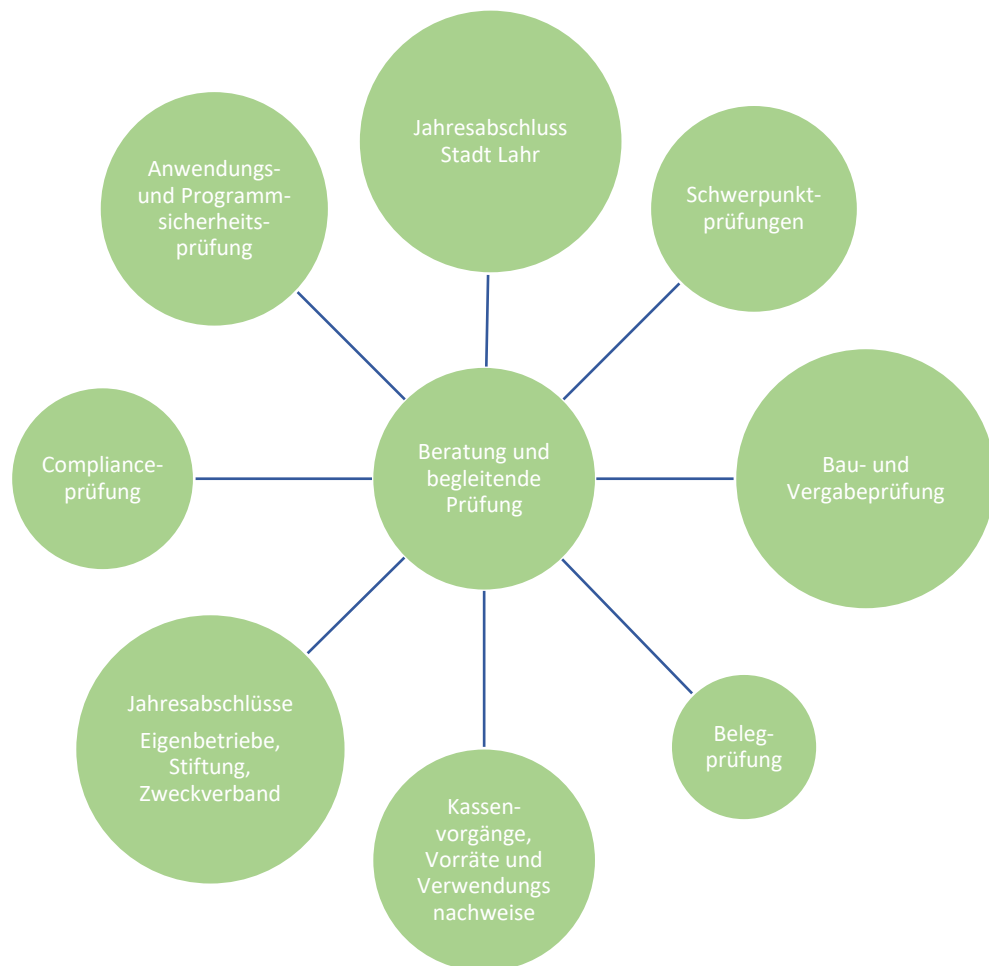 Jahresabschluss
Stadt Lahr
Anwendungs-
und Programm-
sicherheits-
prüfung
Schwerpunkt-
prüfungen
Compliance-
prüfung
Beratung und
begleitende
Prüfung
Bau- und
Vergabeprüfung
Jahresabschlüsse
Eigenbetriebe,
Stiftung,
Zweckverband
Beleg-
prüfung
Kassen-
vorgänge,
Vorräte und
Verwendungs
nachweise